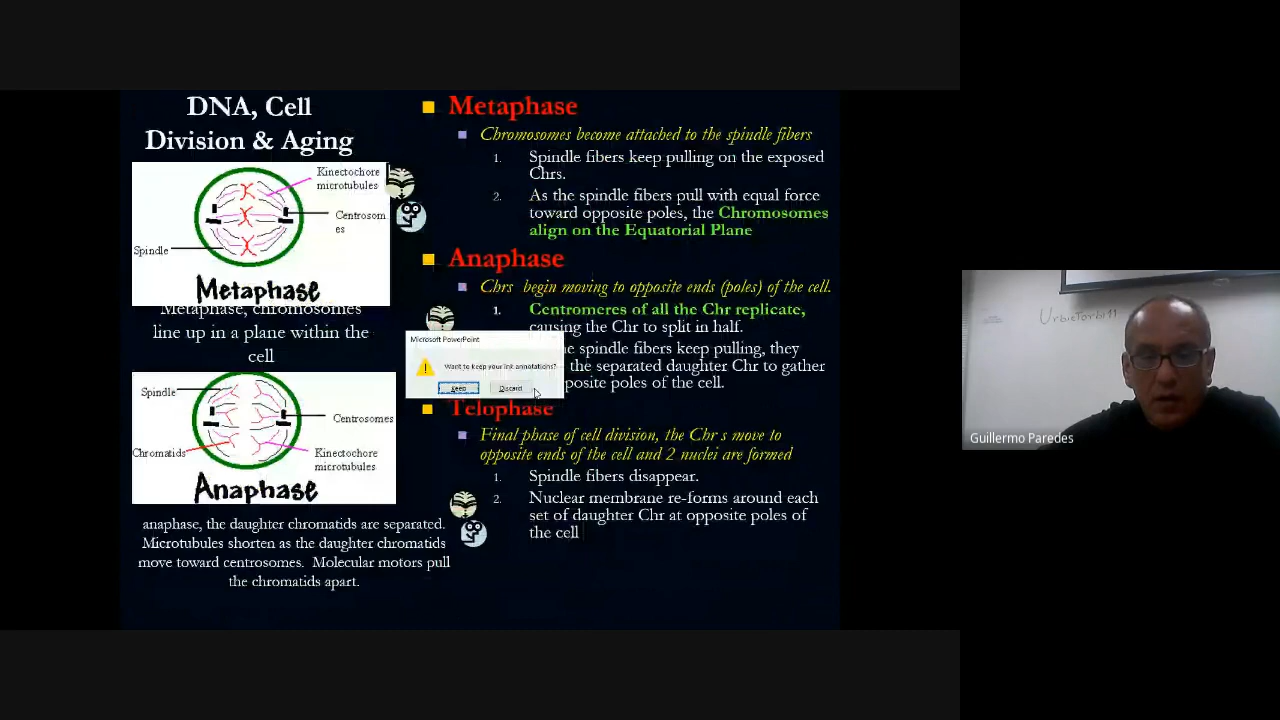 DNA, Cell
Division & Aging
Kinectochore
microtubules
Centrosom
es
Spindle
Metaphase
Metaphase, chromosomes
line up in a plane within the
cell
Spindle
Centrosomes
Chromatids
Kinectochore
microtubules
Anaphase
anaphase, the daughter chromatids are separated.
Microtubules shorten as the daughter chromatids
move toward centrosomes. Molecular motors pull
the chromatids apart.
Metaphase
Chromosomes become attached to the spindle fibers
1. Spindle fibers keep pulling on the exposed
Chrs.
2. As the spindle fibers pull with equal force
toward opposite poles, the Chromosomes
align on the Equatorial Plane
Anaphase
Chrs begin moving to opposite ends (poles) of the cell.
1. Centromeres of all the Chr replicate,
causing the Chr to split in half.
spindle fibers keep pulling, they
the separated daughter Chr to gather
poles of the cell.
Microsoft PowerPoint
Want to keep your ink annotations?
Keep Discard
Telophase
Final phase of cell division, the Chr s move to
opposite ends of the cell and 2 nuclei are formed
1. Spindle fibers disappear.
2. Nuclear membrane re-forms around each
set of daughter Chr at opposite poles of
the cell
Guillermo Paredes